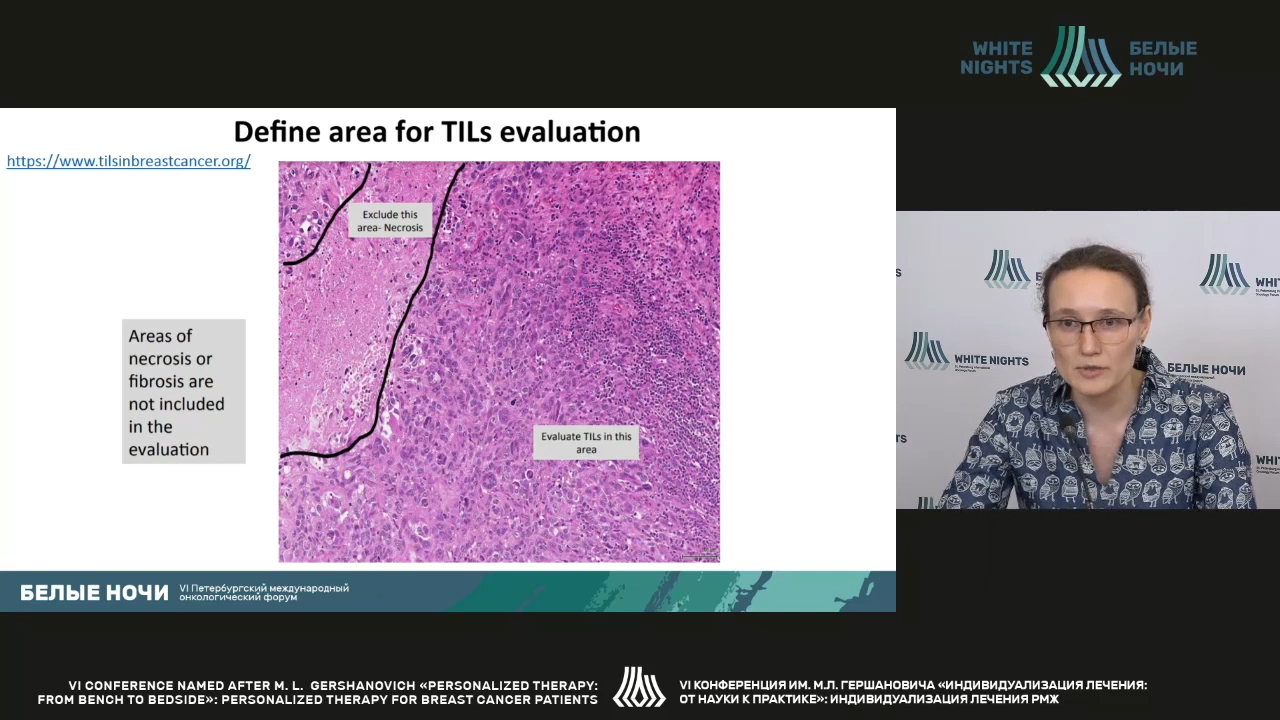 WHITE
NIGHTS
БЕЛЫЕ
НОЧИ
Define area for TILs evaluation
https://www.tilsinbreastcancer.org/
Exclude this
area- Necrosis
Areas of
necrosis or
fibrosis are
not included
in the
evaluation
Evaluate TILs in this
area
WHITE NIGHTS
БЕЛЫЕ НОЧИ
БЕЛЫЕ НОЧИ
VI Петербургский международный
онкологический форум
VI CONFERENCE NAMED AFTER M. L. GERSHANOVICH «PERSONALIZED THERAPY:
FROM BENCH TO BEDSIDE»: PERSONALIZED THERAPY FOR BREAST CANCER PATIENTS
VI КОНФЕРЕНЦИЯ ИМ. М.Л. ГЕРШАНОВИЧА «ИНДИВИДУАЛИЗАЦИЯ ЛЕЧЕНИЯ:
ОТ НАУКИ К ПРАКТИКЕ»: ИНДИВИДУАЛИЗАЦИЯ ЛЕЧЕНИЯ РМЖ